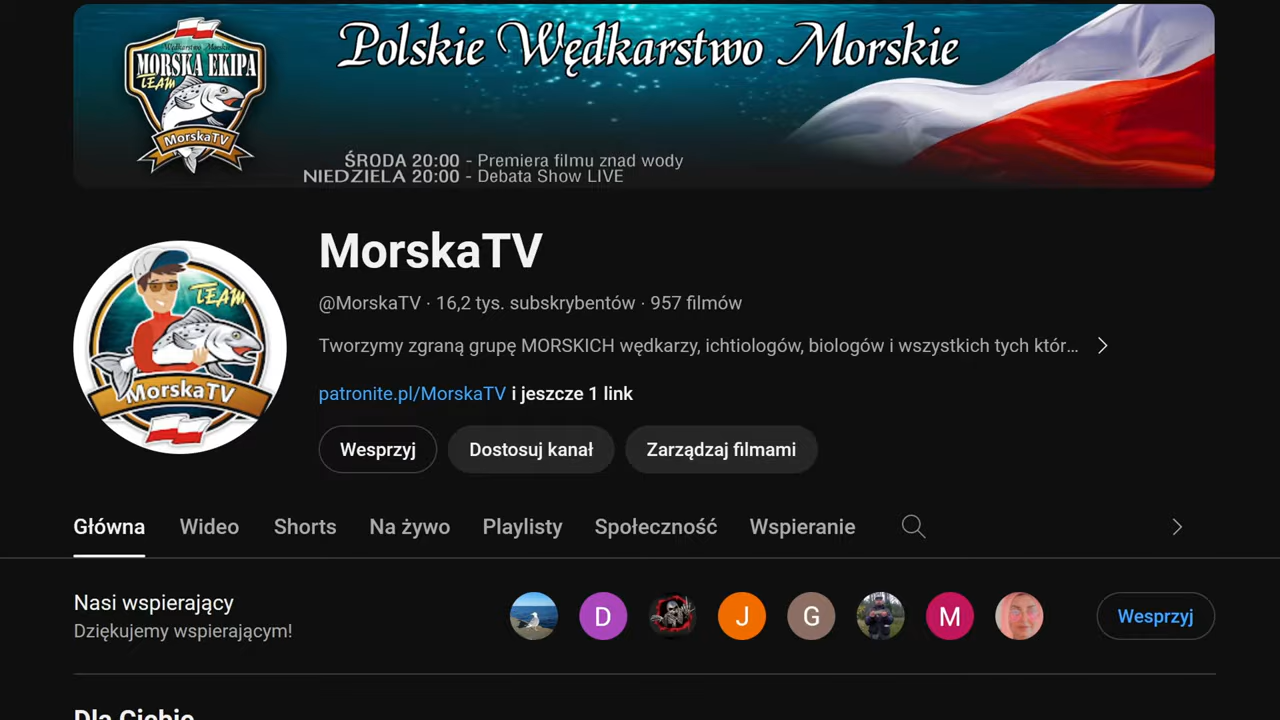 Polskie Wędkarstwo Morskie
Wędkarstwo Morskie
MORSKA EKIPA
TEAM
MorskaTV
ŚRODA 20:00 - Premiera filmu znad wody
NIEDZIELA 20:00 - Debata Show LIVE
TEAM
MorskaTV
MorskaTV
@MorskaTV · 16,2 tys. subskrybentów · 957 filmów
Tworzymy zgraną grupę MORSKICH wędkarzy, ichtiologów, biologów i wszystkich tych któr...
patronite.pl/MorskaTV i jeszcze 1 link
Wesprzyj Dostosuj kanał Zarządzaj filmami
Główna Wideo Shorts Na żywo Playlisty Społeczność Wspieranie
Nasi wspierający
Dziękujemy wspierającym!
D J G M
Wesprzyj
Dla Ciebie